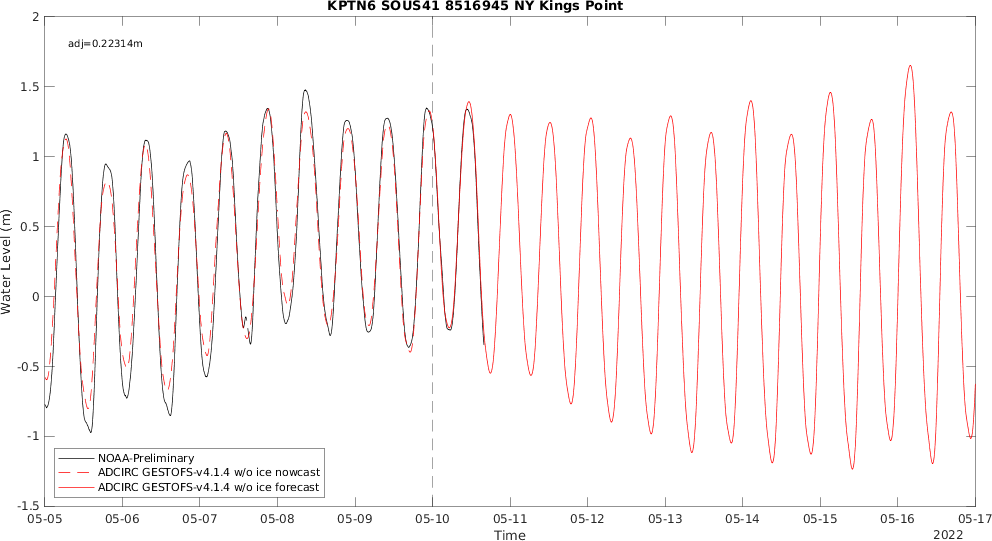 KPTN6 SOUS41 8516945 NY Kings Point
adj=0.22314m
2
1.5
1
0.5
0
-0.5
-1
-1.5
Water Level (m)
NOAA-Preliminary
ADCIRC GESTOFS-v4.1.4 w/o ice nowcast
ADCIRC GESTOFS-v4.1.4 w/o ice forecast
05-05 05-06 05-07 05-08 05-09 05-10 05-11 05-12 05-13 05-14 05-15 05-16 05-17
Time
2022